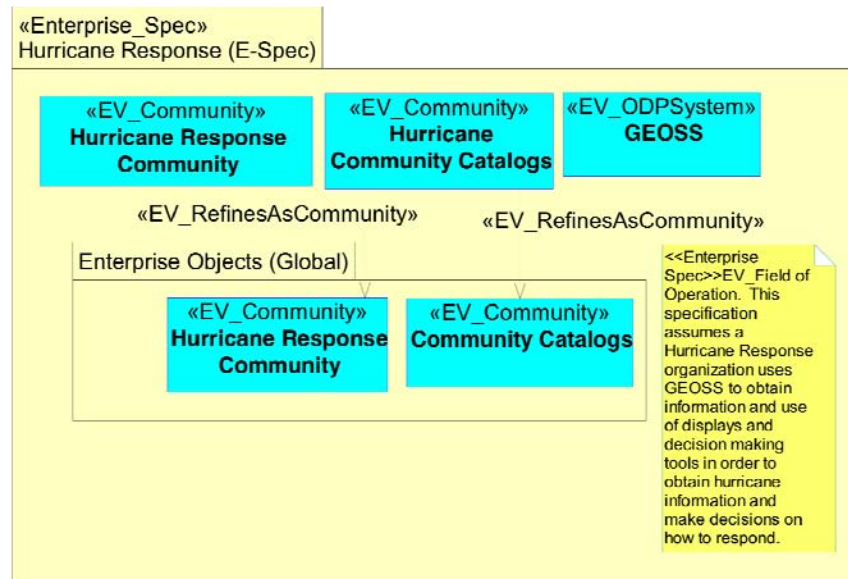 «Enterprise_Spec»
Hurricane Response (E-Spec)
«EV_Community»
Hurricane Response
Community
«EV_Community»
Hurricane
Community Catalogs
«EV_ODPSystem»
GEOSS
«EV_RefinesAsCommunity»
«EV_RefinesAsCommunity»
Enterprise Objects (Global)
«EV_Community»
Hurricane Response
Community
«EV_Community»
Community Catalogs
<<Enterprise
Spec>>EV_Field of
Operation. This
specification
assumes a
Hurricane Response
organization uses
GEOSS to obtain
information and use
of displays and
decision making
tools in order to
obtain hurricane
information and
make decisions on
how to respond.